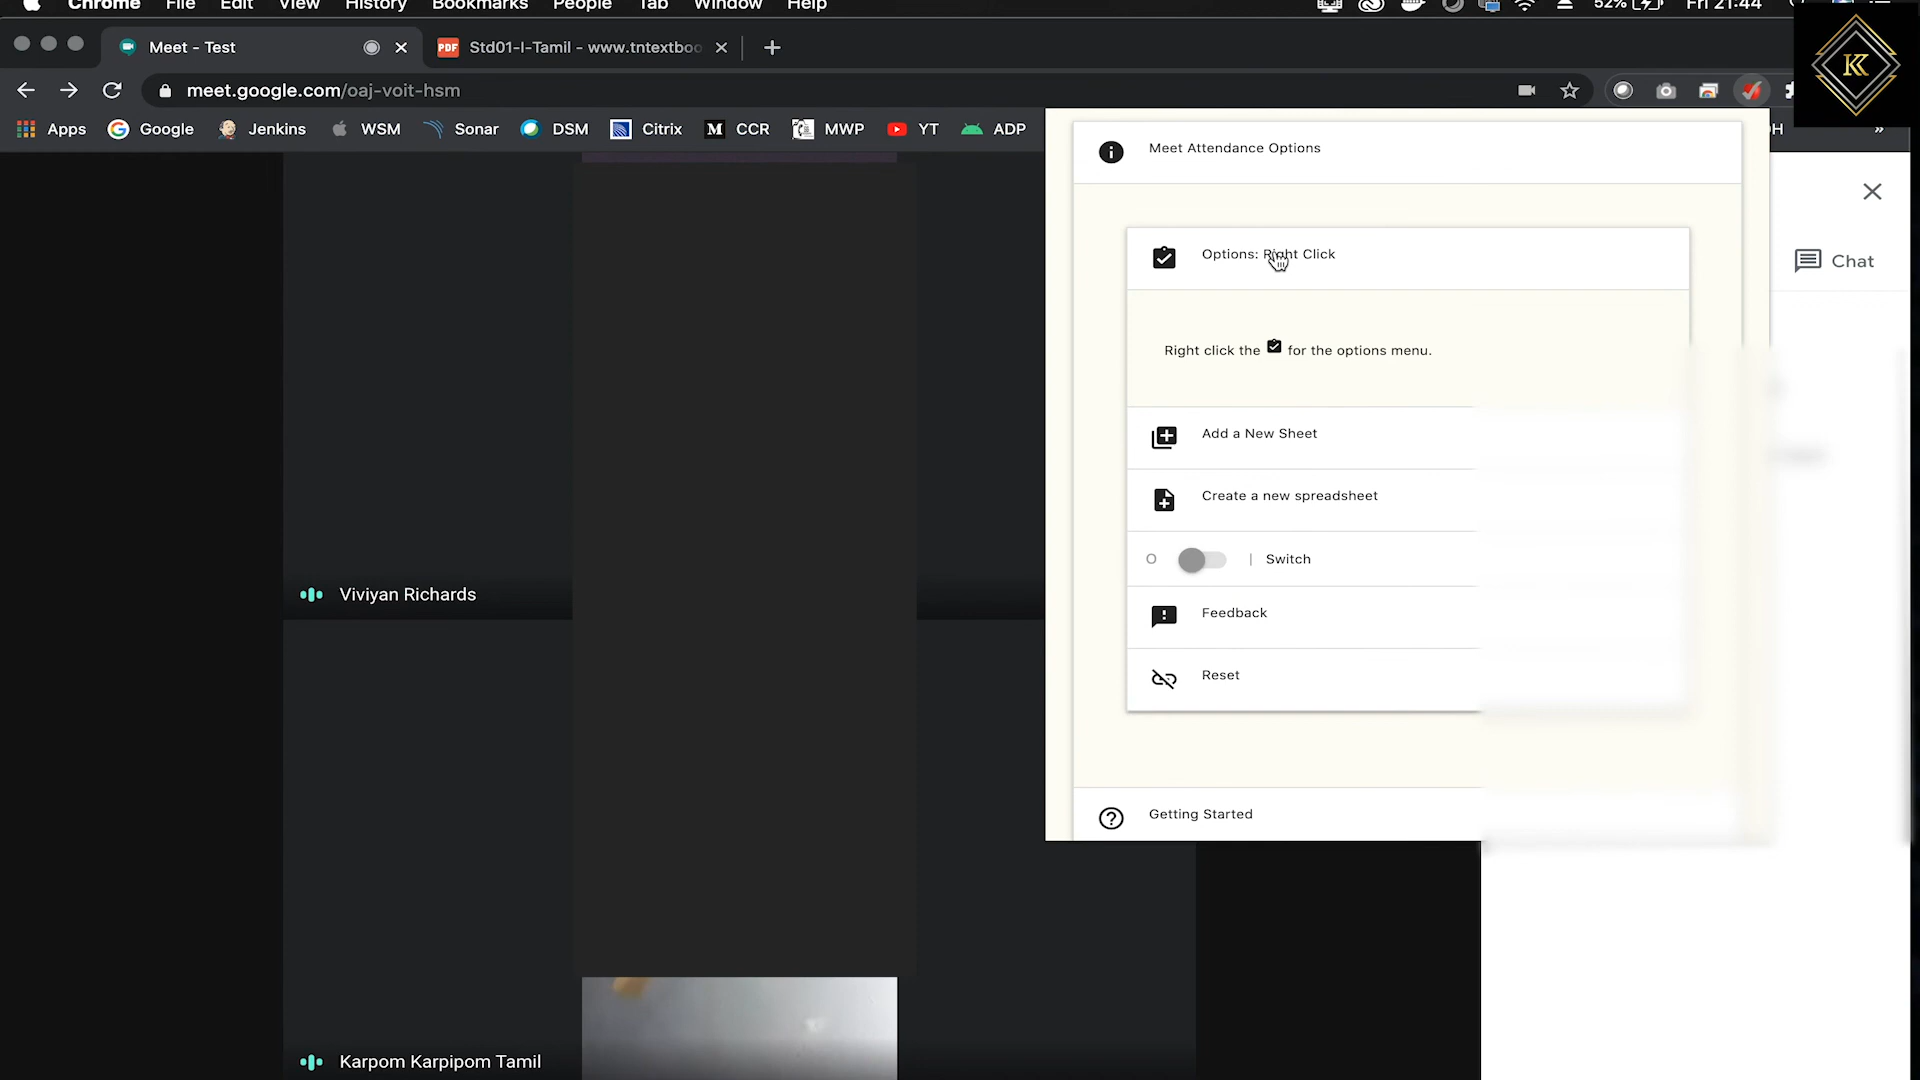 Chrome File Edit View History Bookmarks People Tab Window Help 52% Fri 21:44
Meet - Test
Std01-I-Tamil - www.tntextboo
meet.google.com/oaj-voit-hsm
Apps Google Jenkins WSM Sonar DSM Citrix CCR MWP YT ADP
Meet Attendance Options
Options: Right Click
Chat
Right click the for the options menu.
Add a New Sheet
Create a new spreadsheet
O | Switch
Viviyan Richards
Feedback
Reset
Getting Started
Karpom Karpipom Tamil